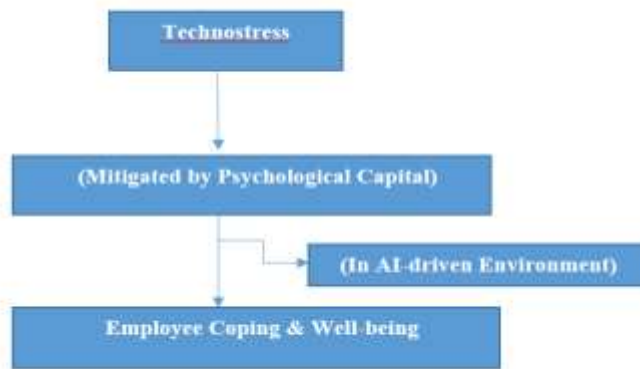 Technostress
(Mitigated by Psychological Capital)
(In AI-driven Environment)
Employee Coping & Well-being